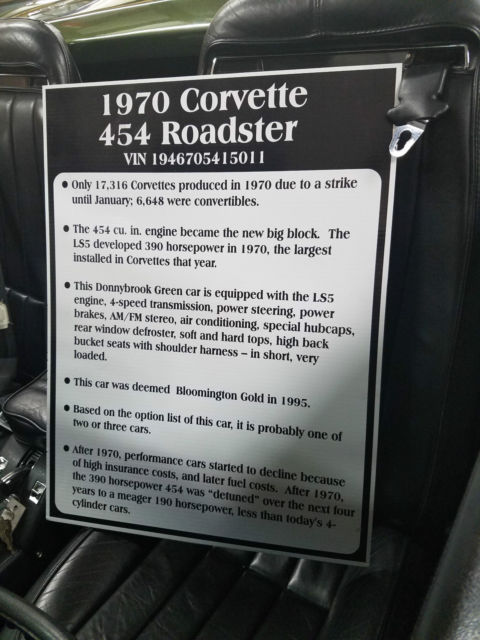 1970 Corvette
454 Roadster
VIN 1946705415011
• Only 17,316 Corvettes produced in 1970 due to a strike
until January; 6,648 were convertibles.
• The 454 cu. in. engine became the new big block. The
LS5 developed 390 horsepower in 1970, the largest
installed in Corvettes that year.
• This Donnybrook Green car is equipped with the LS5
engine, 4-speed transmission, power steering, power
brakes, AM/FM stereo, air conditioning, special hubcaps,
rear window defroster, soft and hard tops, high back
bucket seats with shoulder harness – in short, very
loaded.
• This car was deemed Bloomington Gold in 1995.
• Based on the option list of this car, it is probably one of
two or three cars.
• After 1970, performance cars started to decline because
of high insurance costs, and later fuel costs. After 1970,
the 390 horsepower 454 was “detuned” over the next four
years to a meager 190 horsepower, less than today's 4-
cylinder cars.